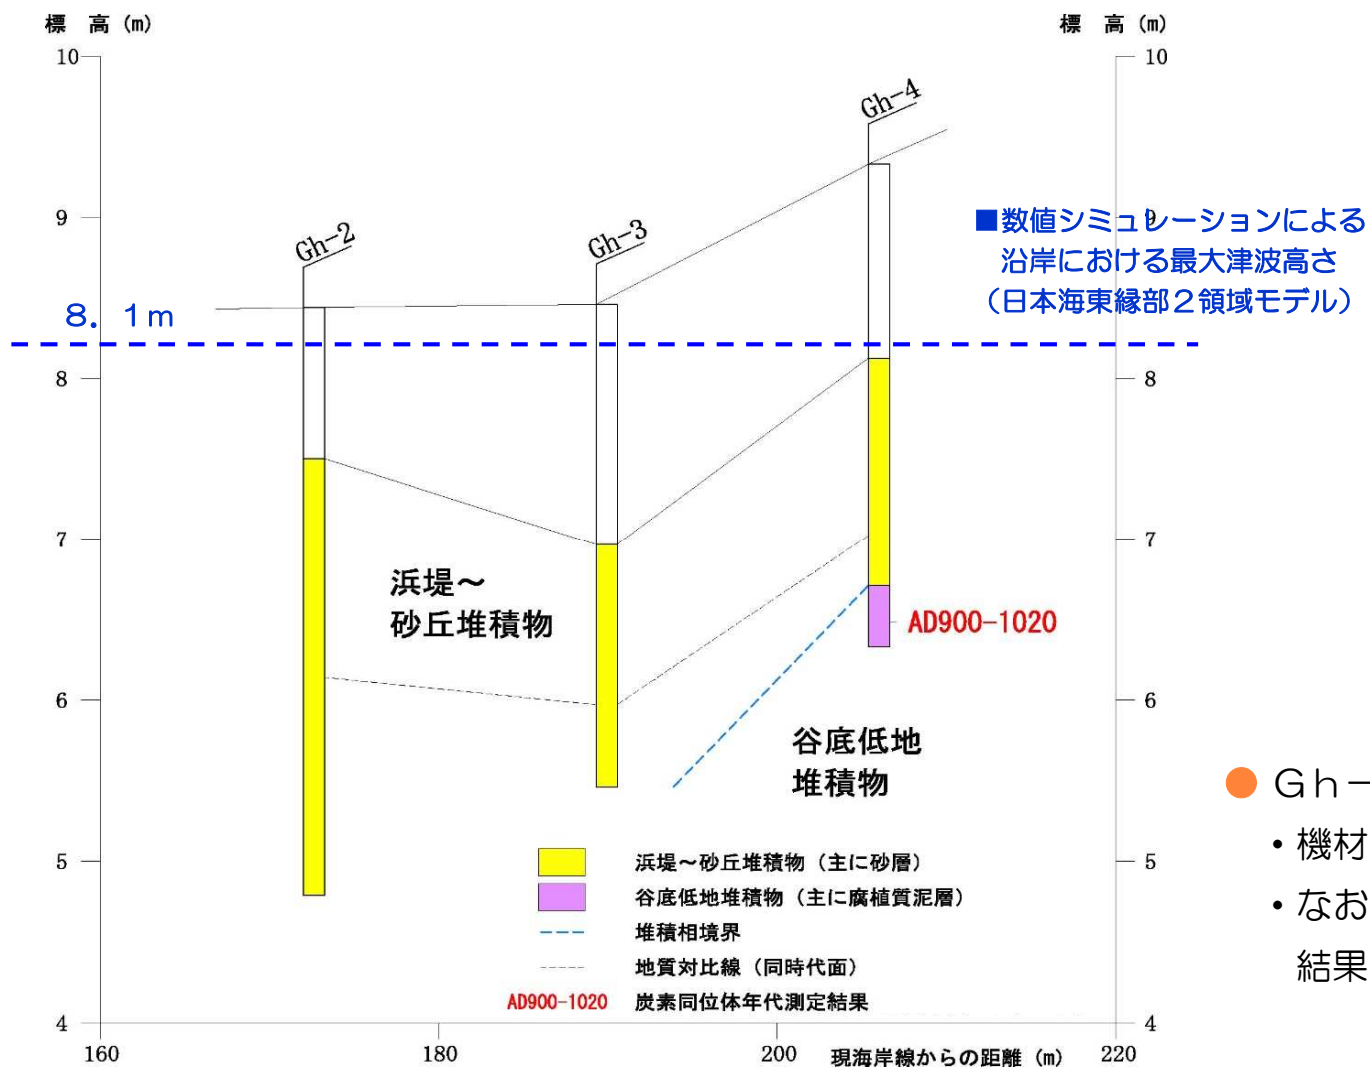 標 高 (m)
標 高 (m)
10
10
Gh-4
9
9
Gh-2
Gh-3
■数値シミュレーションによる
沿岸における最大津波高さ
（日本海東縁部２領域モデル）
８．１ｍ
8
8
7
7
浜堤～
砂丘堆積物
AD900-1020
6
6
谷底低地
堆積物
● Ｇｈ－
・機材
5
5
浜堤～砂丘堆積物（主に砂層）
谷底低地堆積物（主に腐植質泥層）
・なお
堆積相境界
結果
地質対比線（同時代面）
AD900-1020 炭素同位体年代測定結果
4
4
160
180
200
現海岸線からの距離 (m)
220